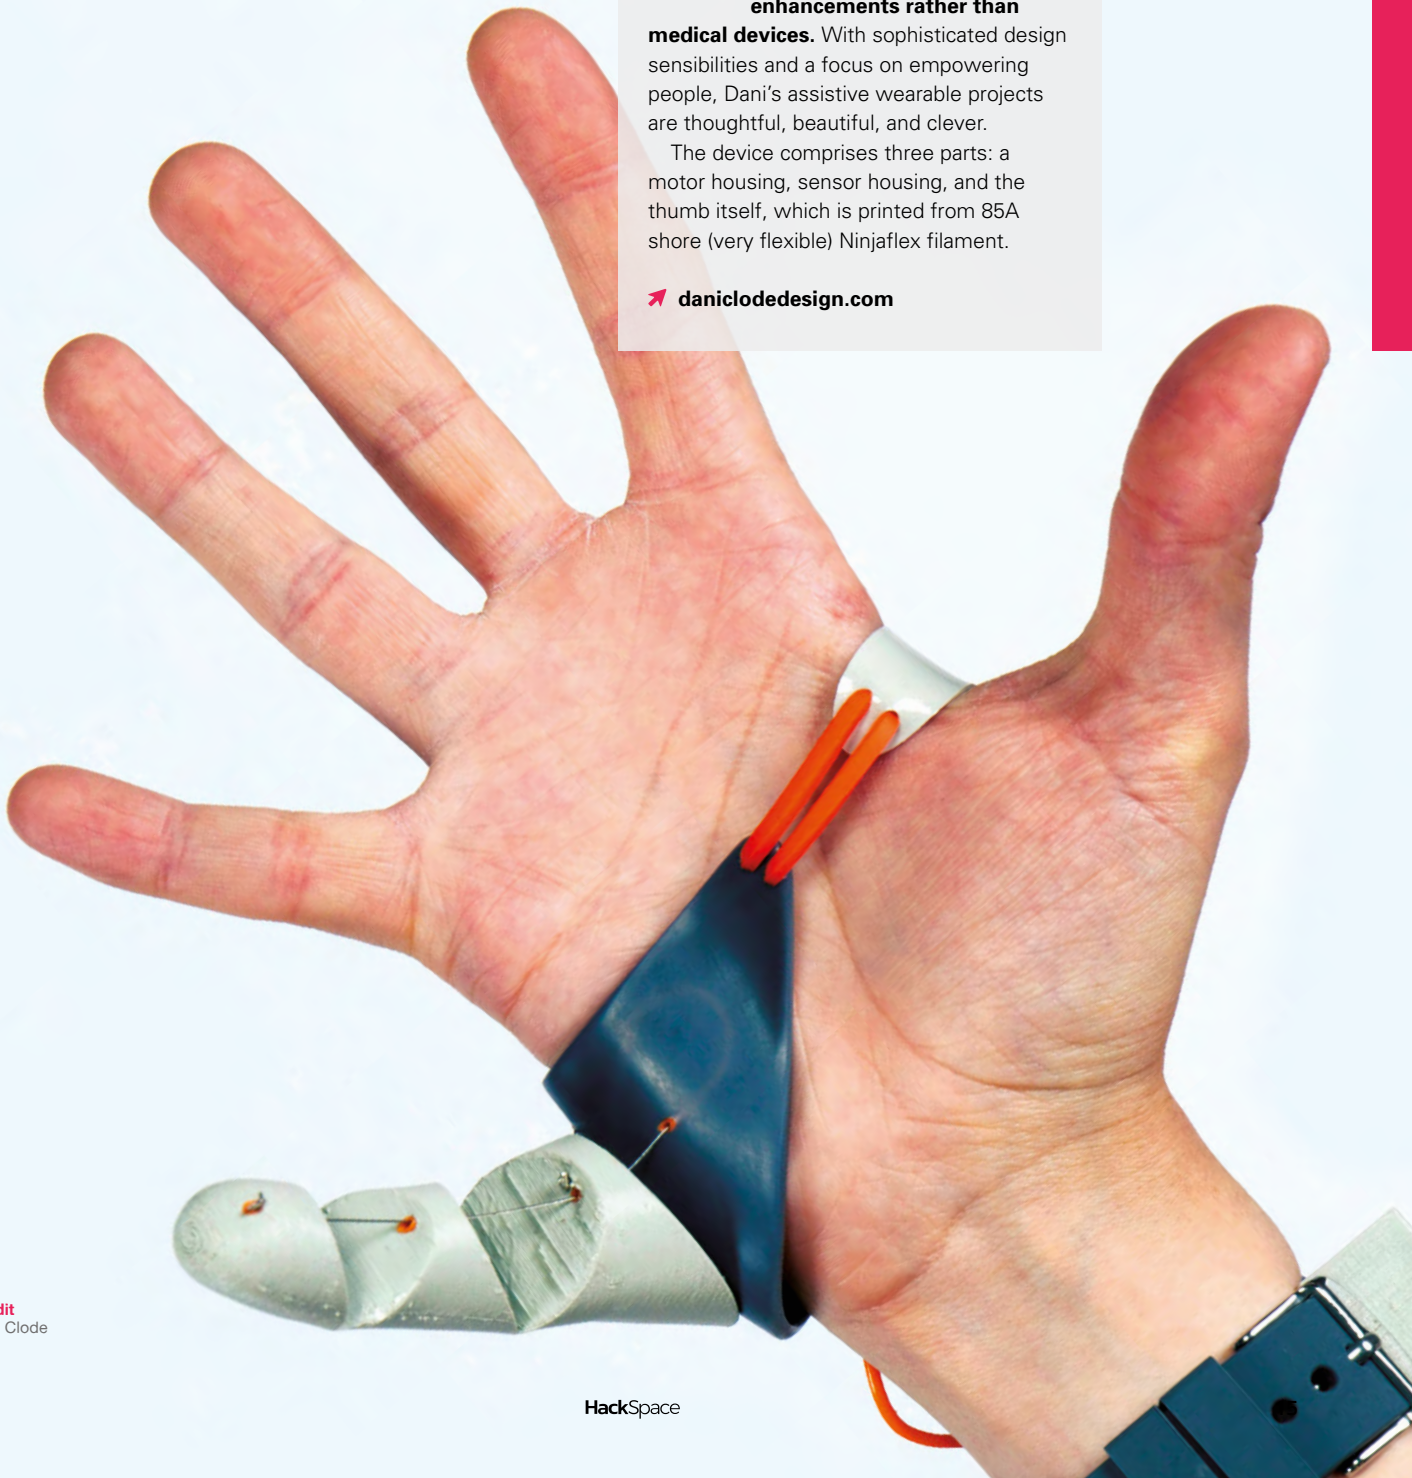 enhancements rather than
medical devices. With sophisticated design
sensibilities and a focus on empowering
people, Dani’s assistive wearable projects
are thoughtful, beautiful, and clever.
The device comprises three parts: a
motor housing, sensor housing, and the
thumb itself, which is printed from 85A
shore (very flexible) Ninjaflex filament.
daniclodedesign.com
Clode
HackSpace